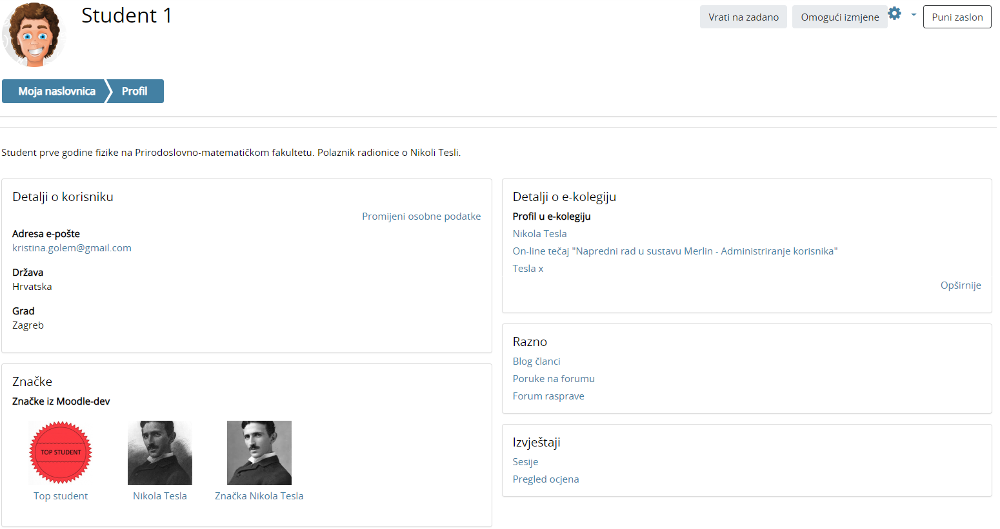 Student 1
Vrati na zadano
Omogući izmjene
Puni zaslon
Moja naslovnica
Profil
Student prve godine fizike na Prirodoslovno-matematičkom fakultetu. Polaznik radionice o Nikoli Tesli.
Detalji o korisniku
Promijeni osobne podatke
Adresa e-pošte
kristina.golem@gmail.com
Država
Hrvatska
Grad
Zagreb
Značke
Značke iz Moodle-dev
TOP STUDENT
Top student
Nikola Tesla
Značka Nikola Tesla
Detalji o e-kolegiju
Profil u e-kolegiju
Nikola Tesla
On-line tečaj "Napredni rad u sustavu Merlin - Administriranje korisnika"
Tesla x
Opširnije
Razno
Blog članci
Poruke na forumu
Forum rasprave
Izvještaji
Sesije
Pregled ocjena